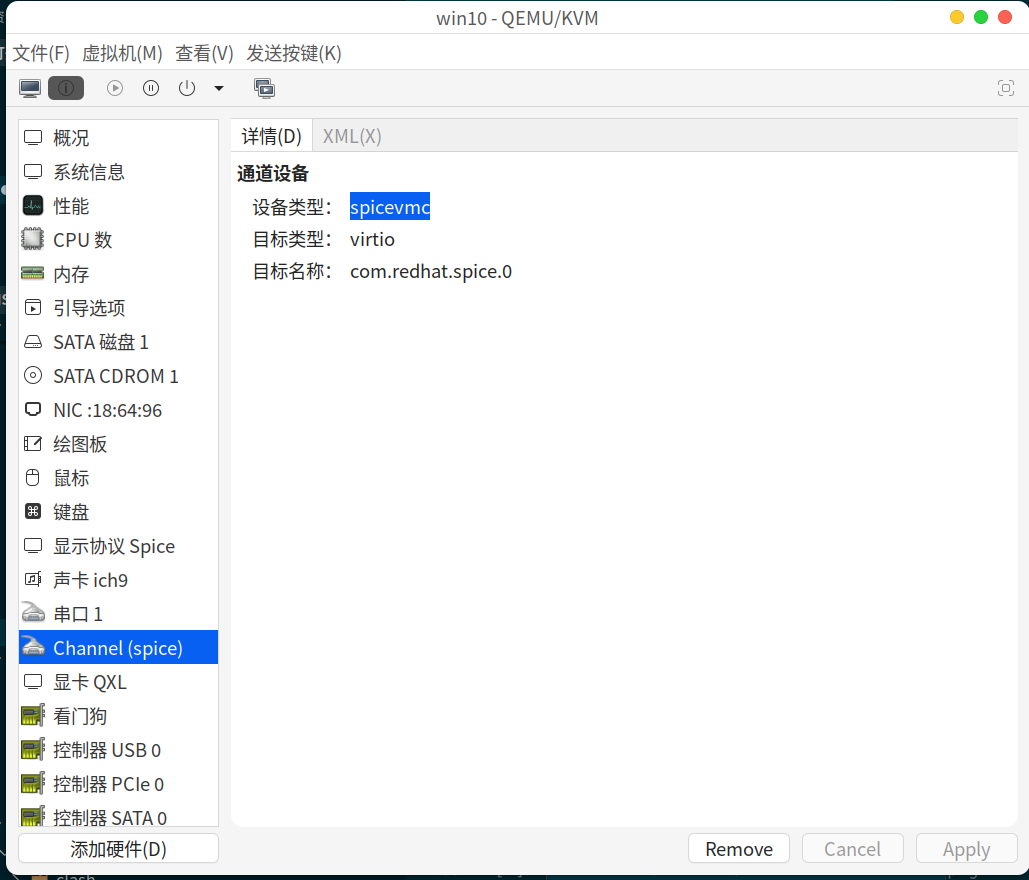 win10 - QEMU/KVM
文件(F) 虚拟机(M) 查看(V) 发送按键(K)
概况
系统信息
性能
CPU 数
内存
引导选项
SATA 磁盘 1
SATA CDROM 1
NIC :18:64:96
绘图板
鼠标
键盘
显示协议 Spice
声卡 ich9
串口 1
Channel (spice)
显卡 QXL
看门狗
控制器 USB 0
控制器 PCIe 0
控制器 SATA 0
添加硬件(D)
详情(D) XML(X)
通道设备
设备类型: spicevmc
目标类型: virtio
目标名称: com.redhat.spice.0
Remove Cancel Apply
clash